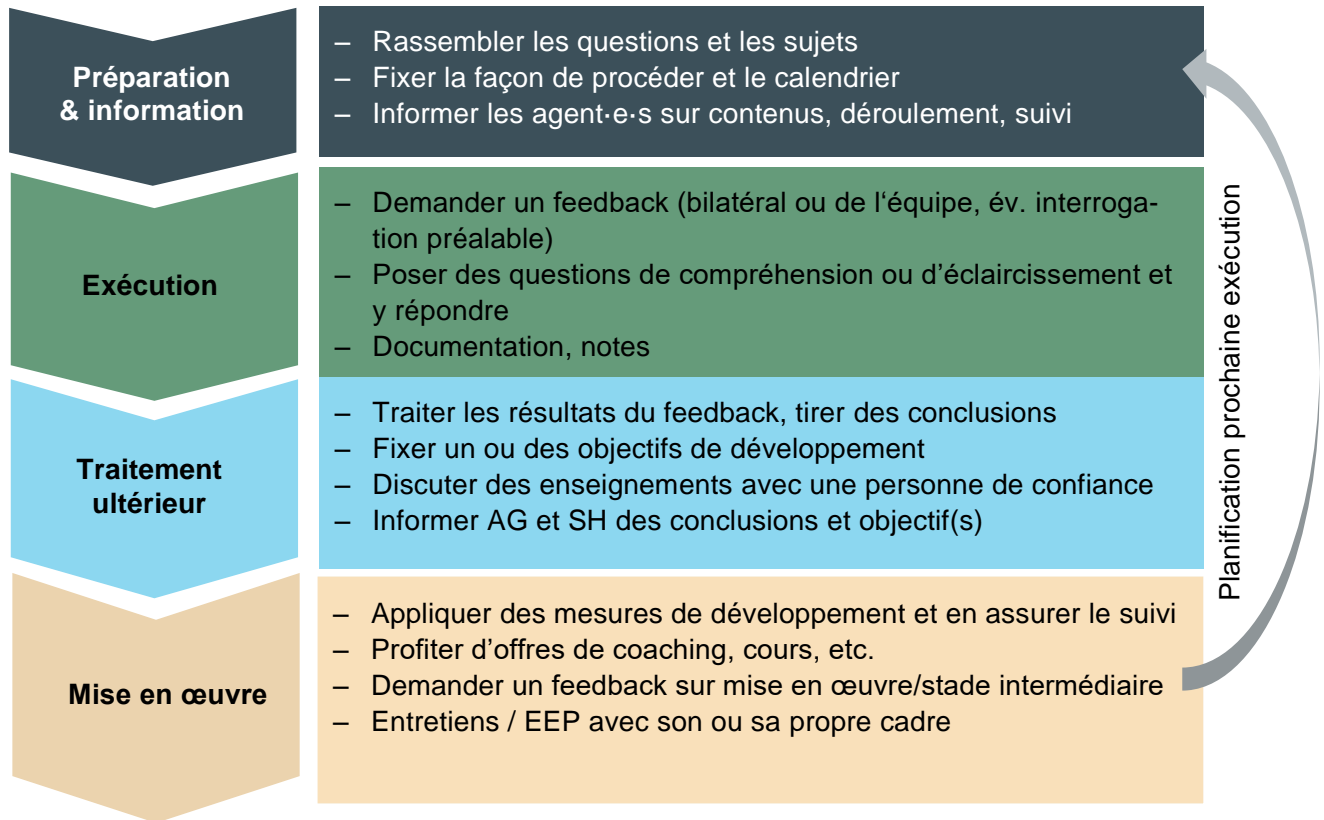 Préparation
& information
– Rassembler les questions et les sujets
– Fixer la façon de procéder et le calendrier
– Informer les agent·e·s sur contenus, déroulement, suivi
Exécution
– Demander un feedback (bilatéral ou de l‘équipe, év. interroga-
tion préalable)
– Poser des questions de compréhension ou d’éclaircissement et
y répondre
– Documentation, notes
Traitement
ultérieur
– Traiter les résultats du feedback, tirer des conclusions
– Fixer un ou des objectifs de développement
– Discuter des enseignements avec une personne de confiance
– Informer AG et SH des conclusions et objectif(s)
Mise en œuvre
– Appliquer des mesures de développement et en assurer le suivi
– Profiter d’offres de coaching, cours, etc.
– Demander un feedback sur mise en œuvre/stade intermédiaire
– Entretiens / EEP avec son ou sa propre cadre
Planification prochaine exécution